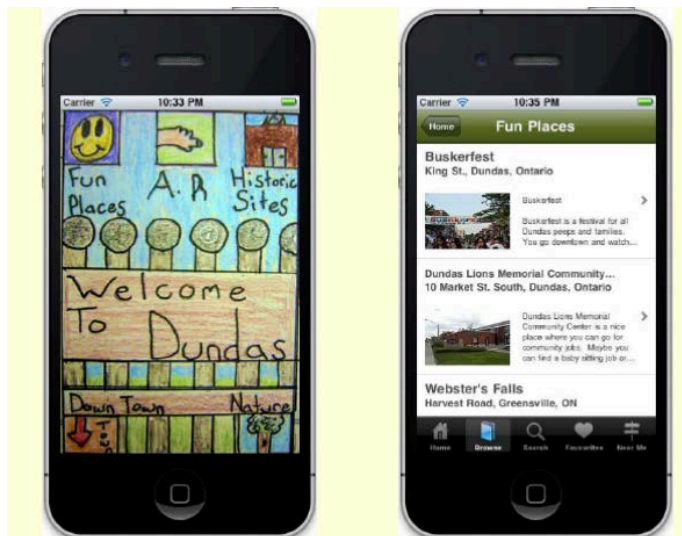 Carrier 10:33 PM
Fun
Places
A.R
Historic
Sites
Welcome
To Dundas
Down Town
Nature
Carrier 10:35 PM
Home
Fun Places
Buskerfest
King St., Dundas, Ontario
Buskerfest
Buskerfest is a festival for all
Dundas peeps and families.
You go downtown and watch...
Dundas Lions Memorial Community...
10 Market St. South, Dundas, Ontario
Dundas Lions Memorial
Community Center is a nice
place where you can go for
community jobs. Maybe you
can find a baby sitting job or...
Webster's Falls
Harvest Road, Greensville, ON
Home Browse Search Favourites Near Me